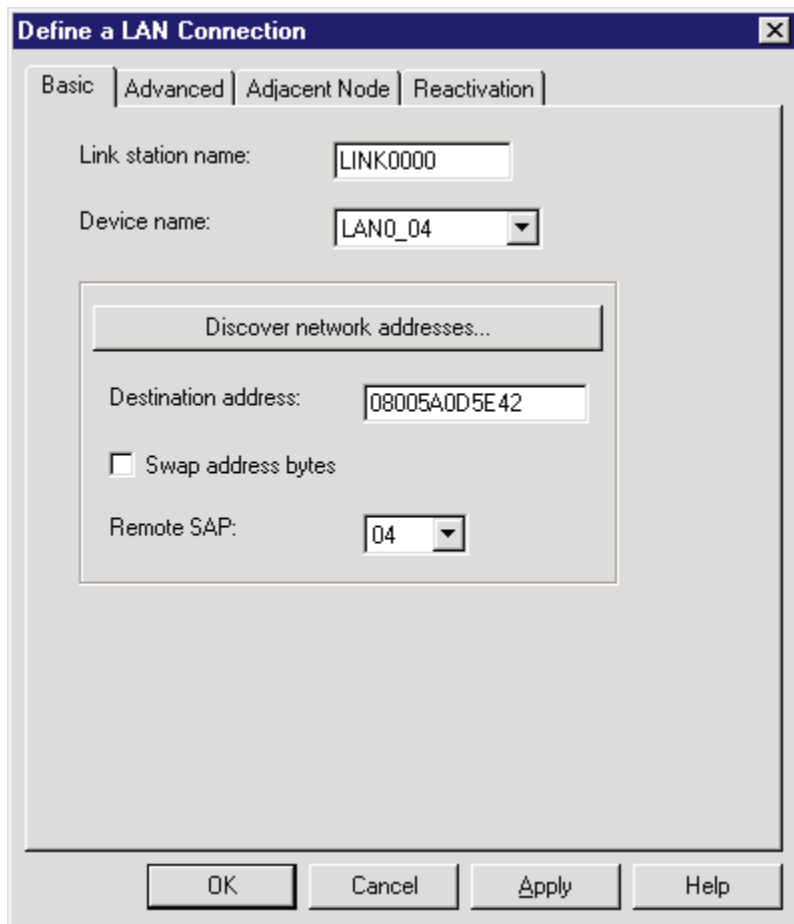 Define a LAN Connection
Basic Advanced Adjacent Node Reactivation
Link station name: LINK0000
Device name: LAN0_04
Discover network addresses...
Destination address: 08005A0D5E42
Swap address bytes
Remote SAP: 04
OK Cancel Apply Help